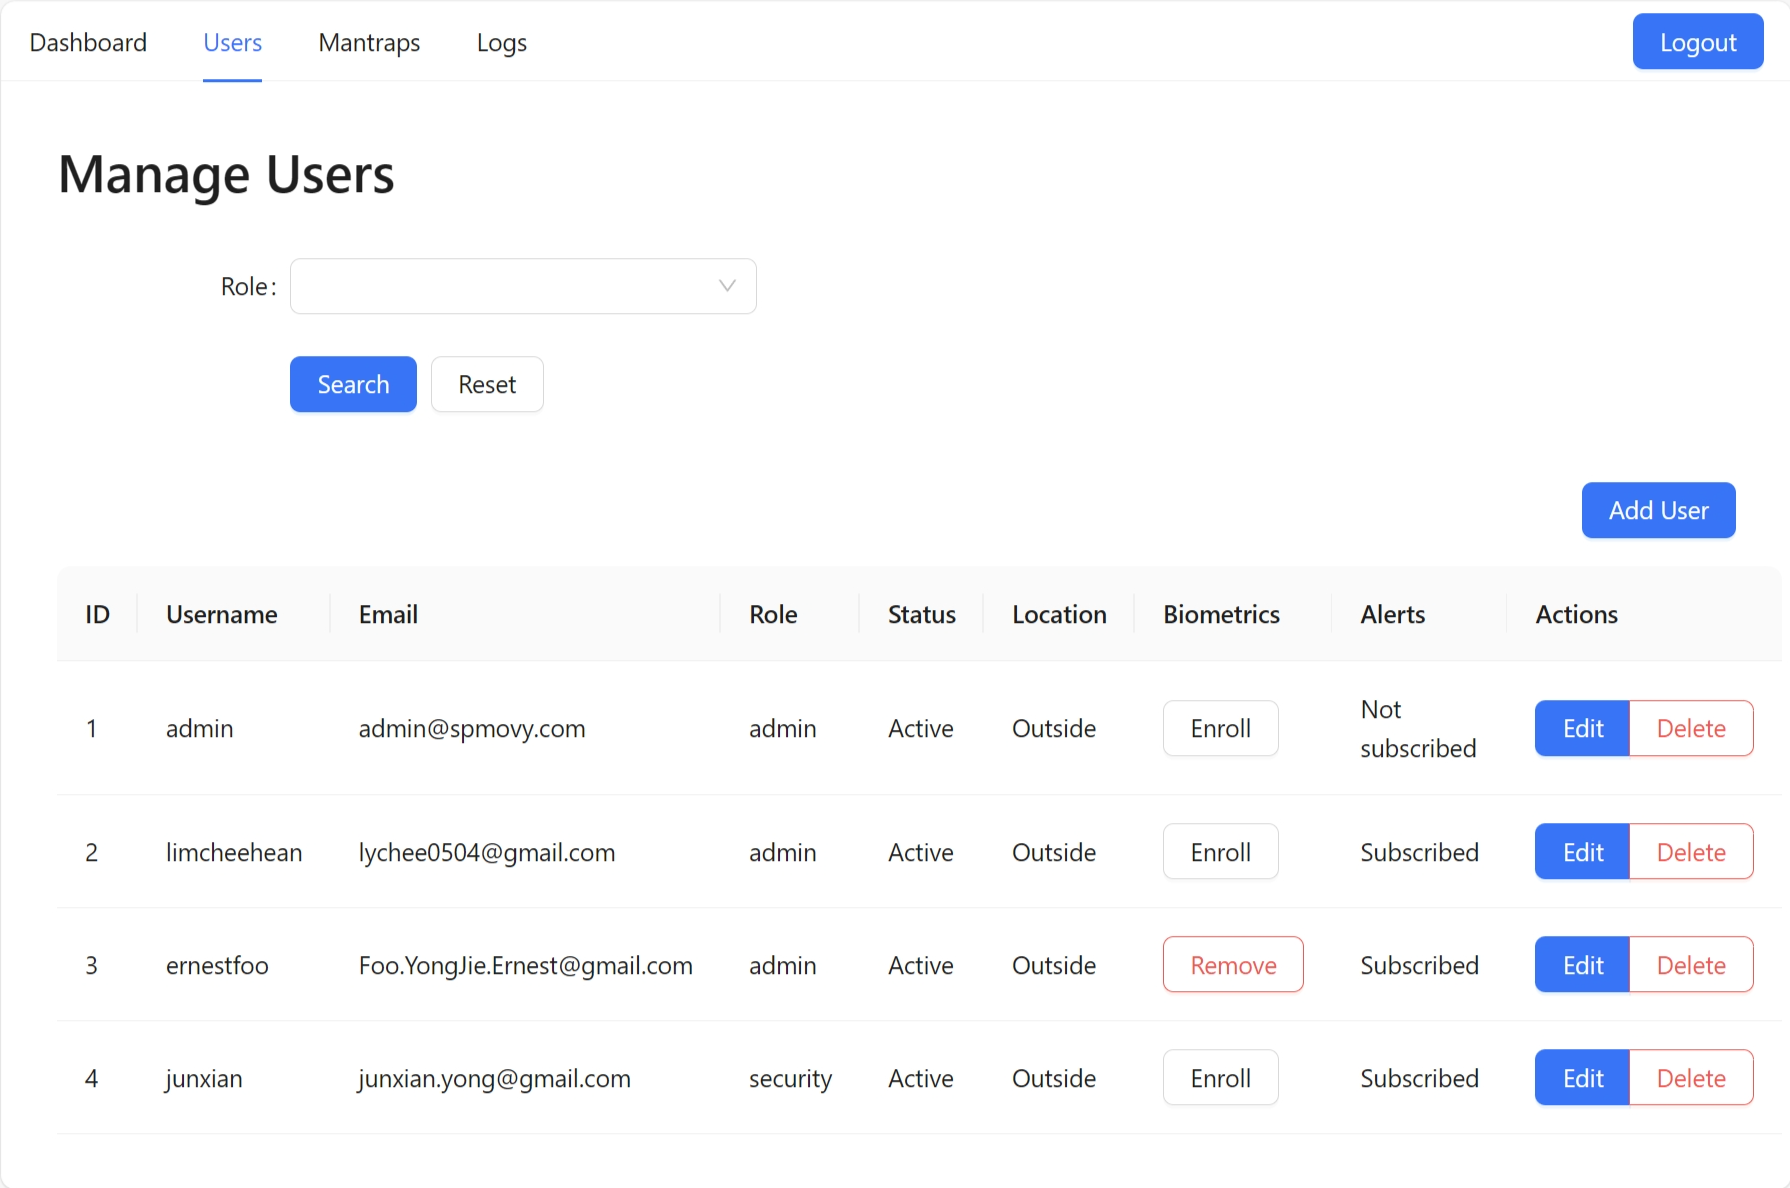 Dashboard Users Mantraps Logs Logout
Manage Users
Role:
Search Reset
Add User
ID Username Email Role Status Location Biometrics Alerts Actions
1 admin admin@spmovy.com admin Active Outside Enroll Not subscribed Edit Delete
2 limcheehean lychee0504@gmail.com admin Active Outside Enroll Subscribed Edit Delete
3 ernestfoo Foo.YongJie.Ernest@gmail.com admin Active Outside Remove Subscribed Edit Delete
4 junxian junxian.yong@gmail.com security Active Outside Enroll Subscribed Edit Delete